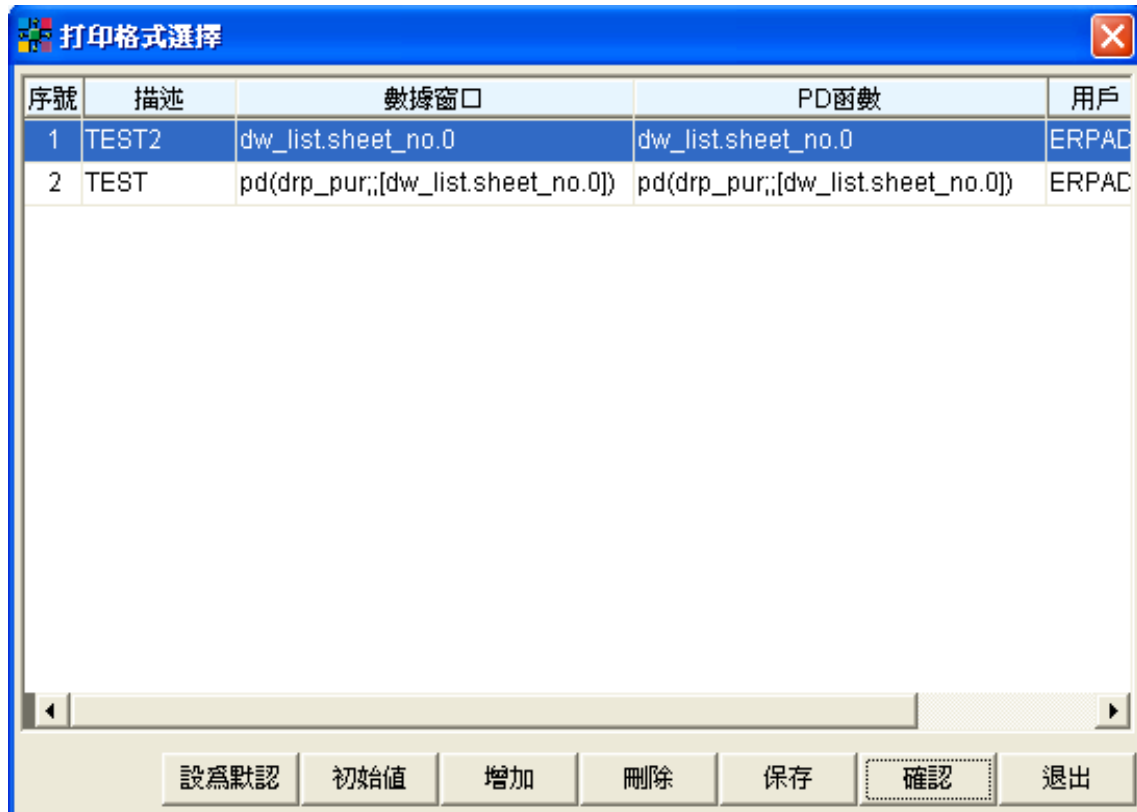 打印格式選擇
序號 描述 數據窗口 PD函數 用戶
1 TEST2 dw_list.sheet_no.0 dw_list.sheet_no.0 ERPAD
2 TEST pd(drp_pur;;[dw_list.sheet_no.0]) pd(drp_pur;;[dw_list.sheet_no.0]) ERPAD
設爲默認 初始值 增加 刪除 保存 確認 退出